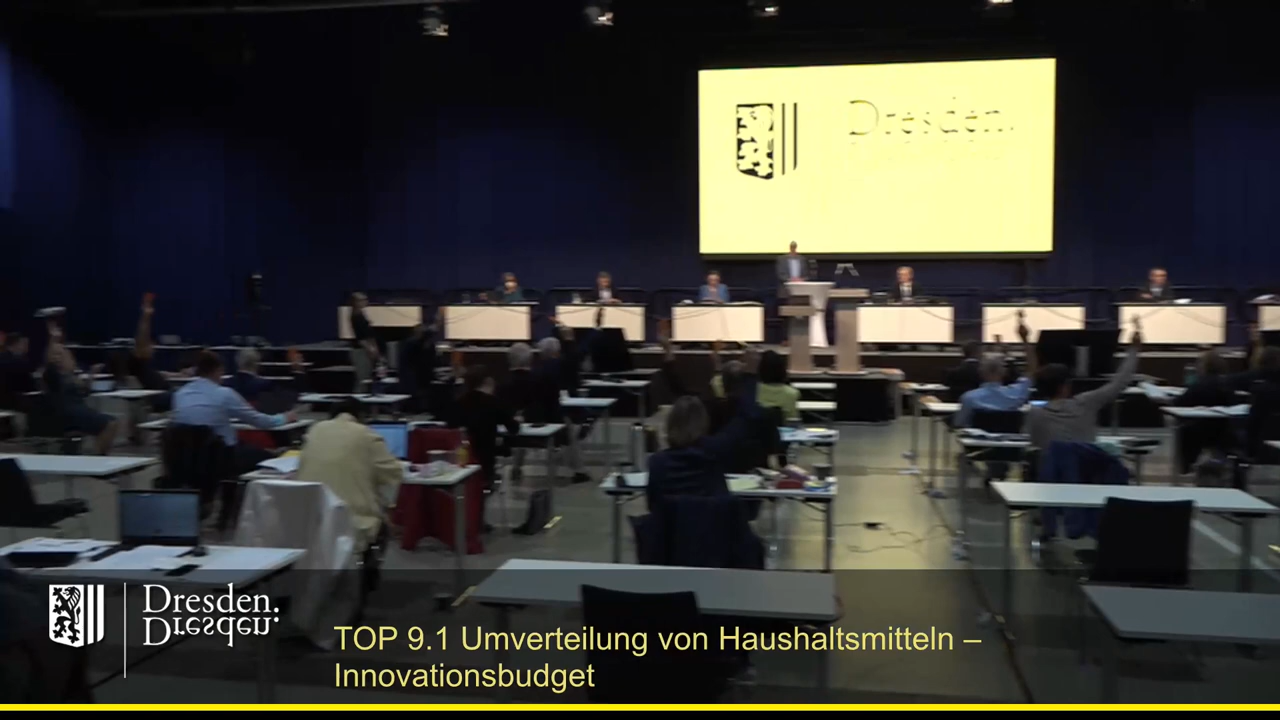 Dresden.
Dresden.
Dresden.
TOP 9.1 Umverteilung von Haushaltsmitteln –
Innovationsbudget